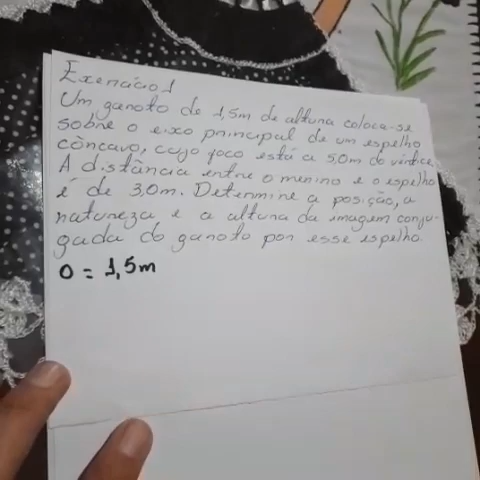 Exercício 1
Um garoto de 1,5m de altura coloca-se
sobre o eixo principal de um espelho
côncavo, cujo foco está a 5,0m do vértice.
A distância entre o menino e o espelho
é de 3,0m. Determine a posição, a
natureza e a altura da imagem conju-
gada do garoto por esse espelho.
O = 1,5m